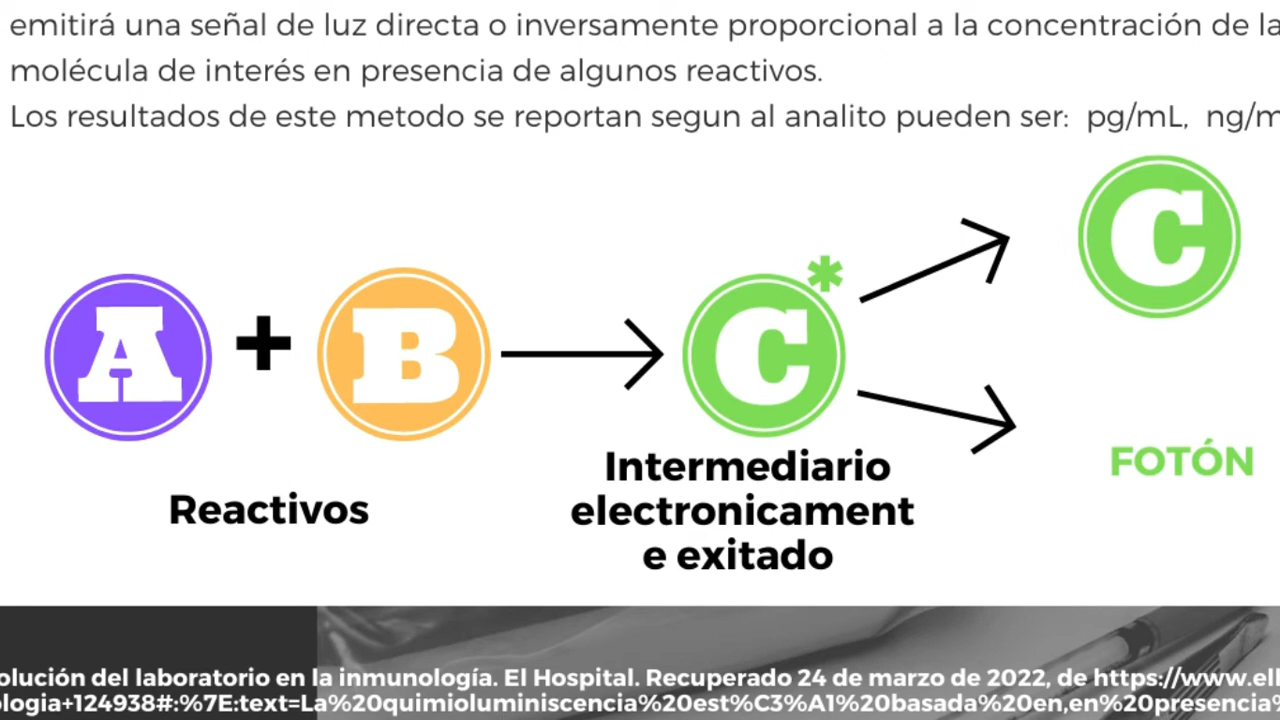 emitirá una señal de luz directa o inversamente proporcional a la concentración de la
molécula de interés en presencia de algunos reactivos.
Los resultados de este metodo se reportan segun al analito pueden ser: pg/mL, ng/m
A + B C* C
FOTÓN
Reactivos
Intermediario
electronicament
e exitado
olución del laboratorio en la inmunología. El Hospital. Recuperado 24 de marzo de 2022, de https://www.ell
ologia+124938#:%7E:text=La%20quimioluminiscencia%20est%C3%A1%20basada%20en,en%20presencia%